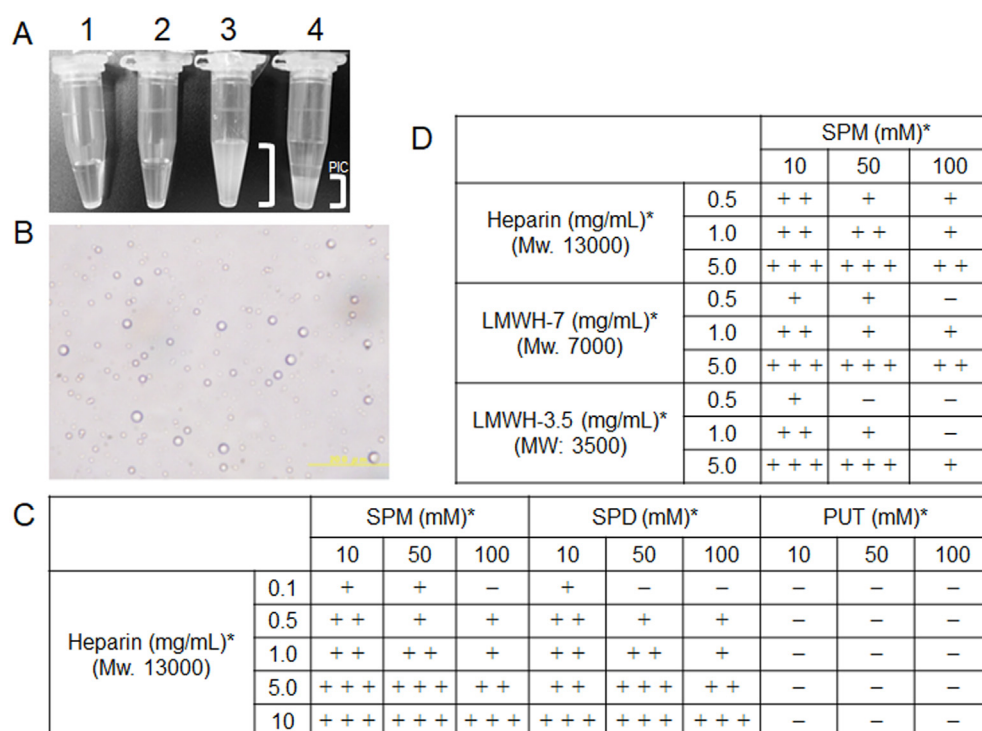 A
1 2 3 4
PIC
B
D
SPM (mM)*
10 50 100
Heparin (mg/mL)*
(Mw. 13000)
0.5 + + + +
1.0 + + + + +
5.0 + + + + + + + +
LMWH-7 (mg/mL)*
(Mw. 7000)
0.5 + + –
1.0 + + + +
5.0 + + + + + + + +
LMWH-3.5 (mg/mL)*
(MW: 3500)
0.5 + – –
1.0 + + + –
5.0 + + + + + + +
C
SPM (mM)* SPD (mM)* PUT (mM)*
10 50 100 10 50 100 10 50 100
Heparin (mg/mL)*
(Mw. 13000)
0.1 + + – + – – – – –
0.5 + + + + + + + + – – –
1.0 + + + + + + + + + + – – –
5.0 + + + + + + + + + + + + + + + – – –
10 + + + + + + + + + + + + + + + + + + – – –